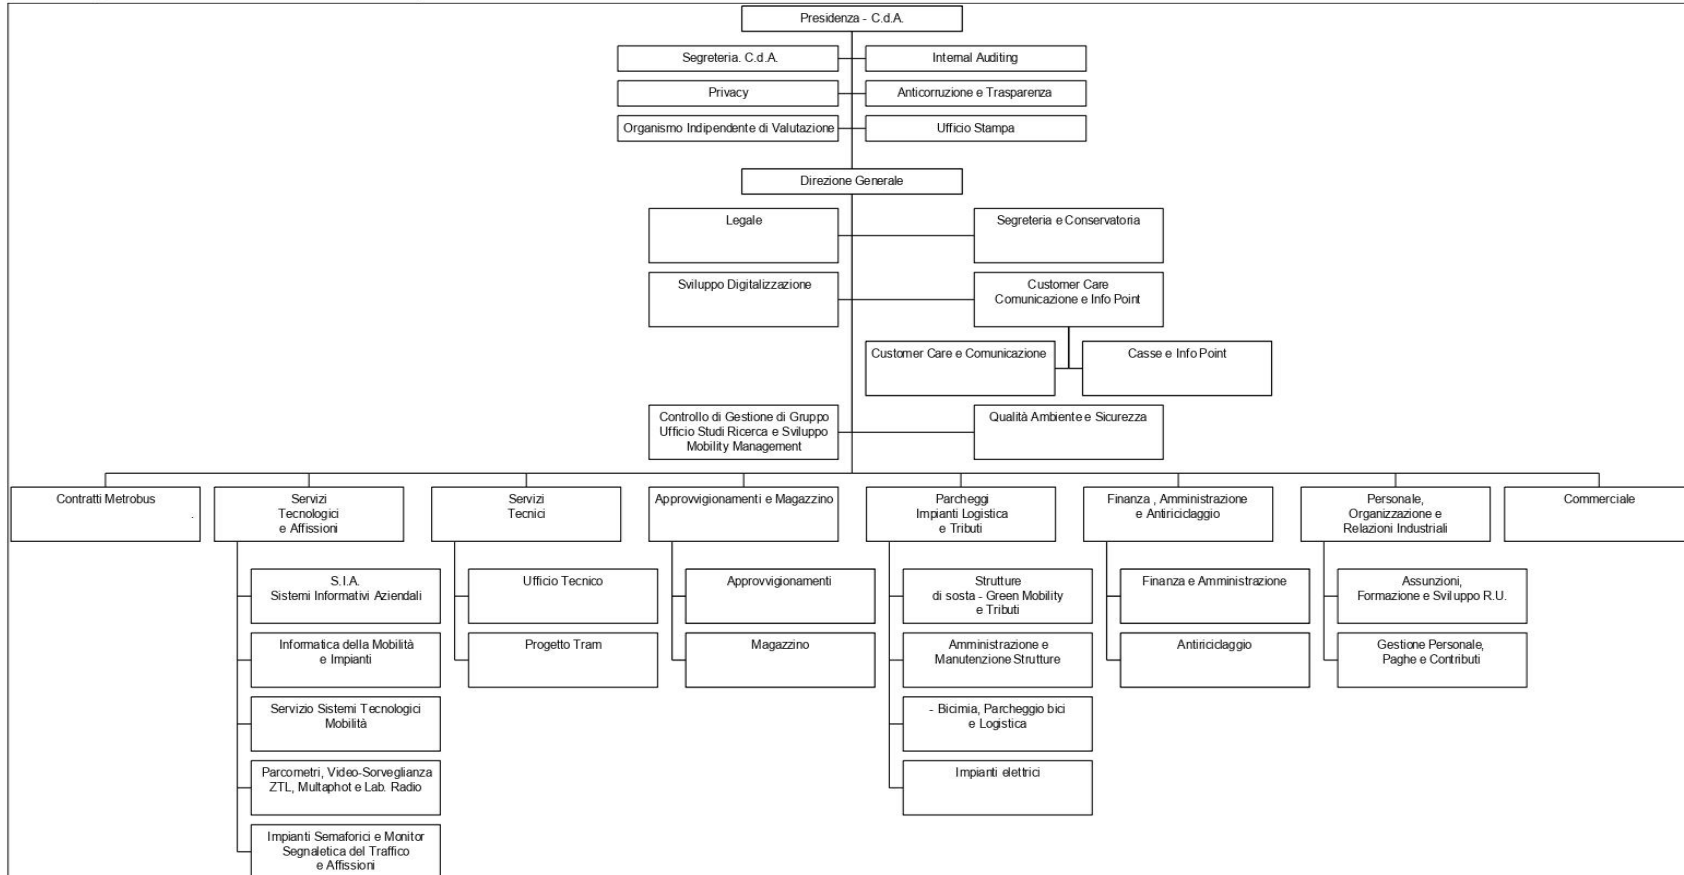 Presidenza - C.d.A.
Segreteria. C.d.A.
Internal Auditing
Privacy
Anticorruzione e Trasparenza
Organismo Indipendente di Valutazione
Ufficio Stampa
Direzione Generale
Legale
Segreteria e Conservatoria
Sviluppo Digitalizzazione
Customer Care
Comunicazione e Info Point
Customer Care e Comunicazione
Casse e Info Point
Controllo di Gestione di Gruppo
Ufficio Studi Ricerca e Sviluppo
Mobility Management
Qualità Ambiente e Sicurezza
Contratti Metrobus
.
Servizi
Tecnologici
e Affissioni
Servizi
Tecnici
Approvvigionamenti e Magazzino
Parcheggi
Impianti Logistica
e Tributi
Finanza , Amministrazione
e Antiriciclaggio
Personale,
Organizzazione e
Relazioni Industriali
Commerciale
S.I.A.
Sistemi Informativi Aziendali
Informatica della Mobilità
e Impianti
Servizio Sistemi Tecnologici
Mobilità
Parcometri, Video-Sorveglianza
ZTL, Multaphot e Lab. Radio
Impianti Semaforici e Monitor
Segnaletica del Traffico
e Affissioni
Ufficio Tecnico
Progetto Tram
Approvvigionamenti
Magazzino
Strutture
di sosta - Green Mobility
e Tributi
Amministrazione e
Manutenzione Strutture
- Bicimia, Parcheggio bici
e Logistica
Impianti elettrici
Finanza e Amministrazione
Antiriciclaggio
Assunzioni,
Formazione e Sviluppo R.U.
Gestione Personale,
Paghe e Contributi